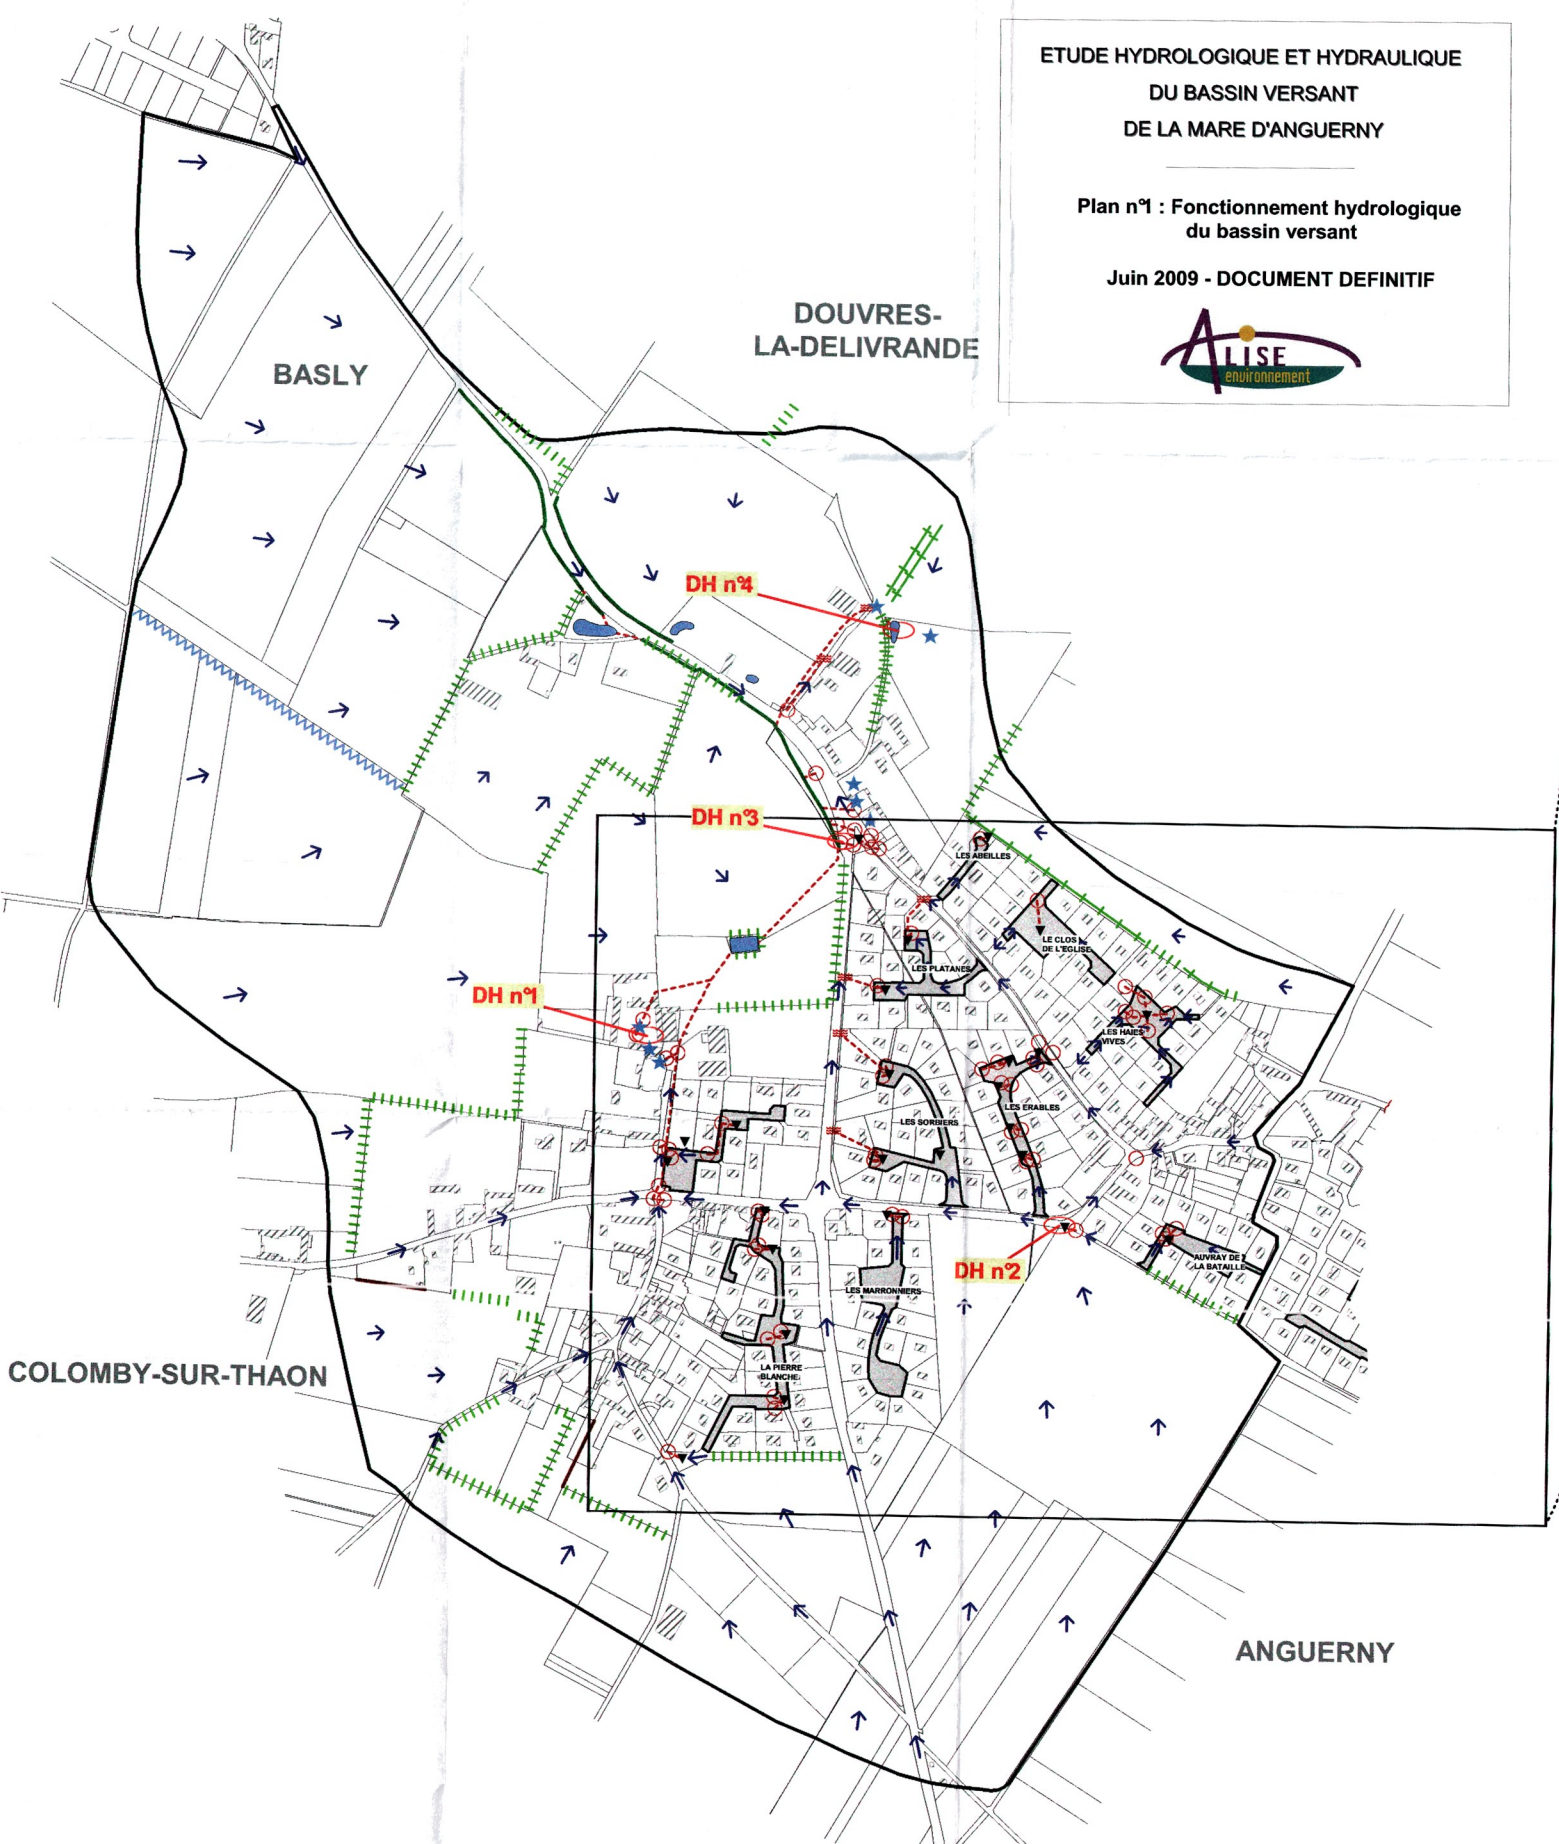 ETUDE HYDROLOGIQUE ET HYDRAULIQUE
DU BASSIN VERSANT
DE LA MARE D'ANGUERNY
Plan n°1 : Fonctionnement hydrologique
du bassin versant
Juin 2009 - DOCUMENT DEFINITIF
ALISE
environnement
DOUVRES-
LA-DELIVRANDE
BASLY
DH n°4
DH n°3
LES ABEILLES
LE CLOS
DE L'EGLISE
LES PLATANES
DH n°1
LES HAIES
VIVES
LES ERABLES
LES SORBIERS
AUVRAY DE
LA BATAILLE
DH n°2
LES MARRONNIERS
LA PIERRE
BLANCHE
COLOMBY-SUR-THAON
ANGUERNY